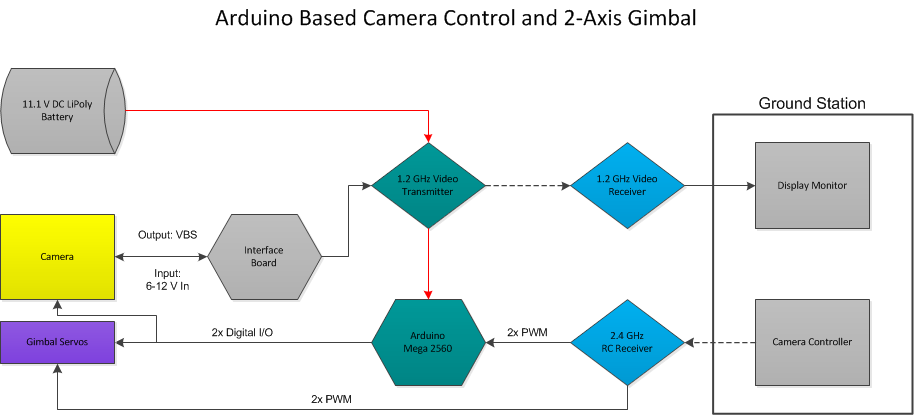 Arduino Based Camera Control and 2-Axis Gimbal
11.1 V DC LiPoly
Battery
Ground Station
1.2 GHz Video
Transmitter
1.2 GHz Video
Receiver
Display Monitor
Camera
Output: VBS
Input:
6-12 V In
Interface
Board
Gimbal Servos
2x Digital I/O
Arduino
Mega 2560
2x PWM
2.4 GHz
RC Receiver
Camera Controller
2x PWM